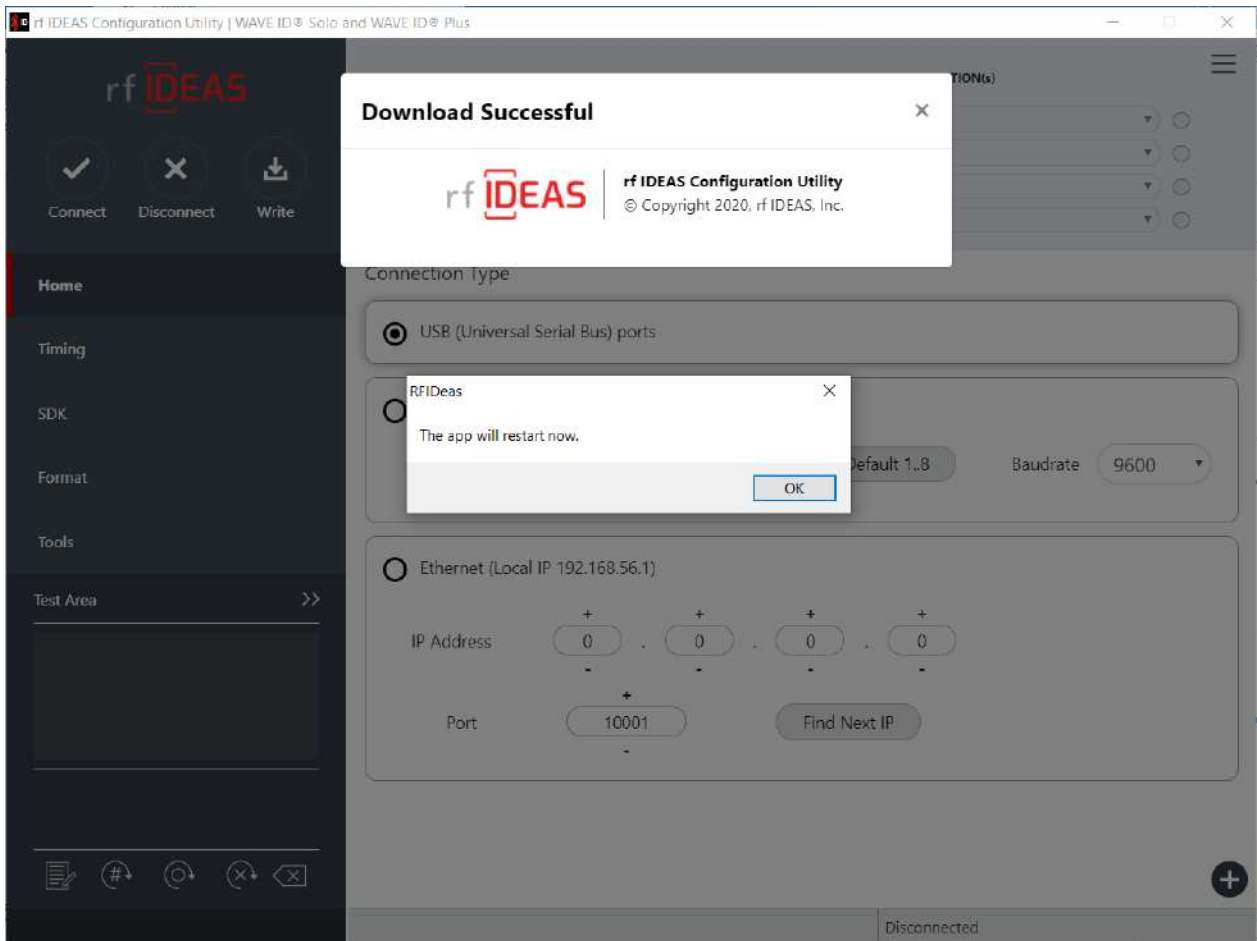 rf IDEAS Configuration Utility | WAVE ID® Solo and WAVE ID® Plus
rf IDEAS
Connect Disconnect Write
Home
Timing
SDK
Format
Tools
Test Area >>
TION(s)
Download Successful ×
rf IDEAS
rf IDEAS Configuration Utility
© Copyright 2020, rf IDEAS, Inc.
Connection Type
USB (Universal Serial Bus) ports
RFIDeas
The app will restart now.
OK
Default 1..8 Baudrate 9600
Ethernet (Local IP 192.168.56.1)
+ + + +
IP Address 0 . 0 . 0 . 0
- - - -
+
Port 10001 Find Next IP
-
Disconnected